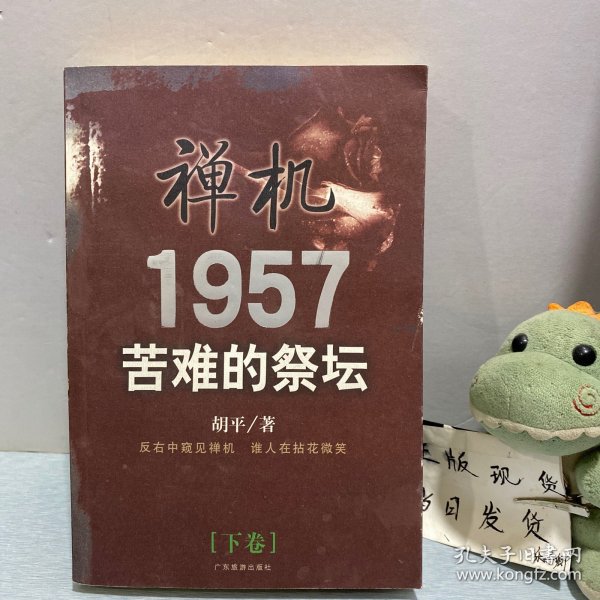 禅机
1957
苦难的祭坛
胡平/著
反右中窥见禅机 谁人在拈花微笑
[下卷]
广东旅游出版社
正版现货
当日发货
孔夫子旧书网
www.kongfz.com